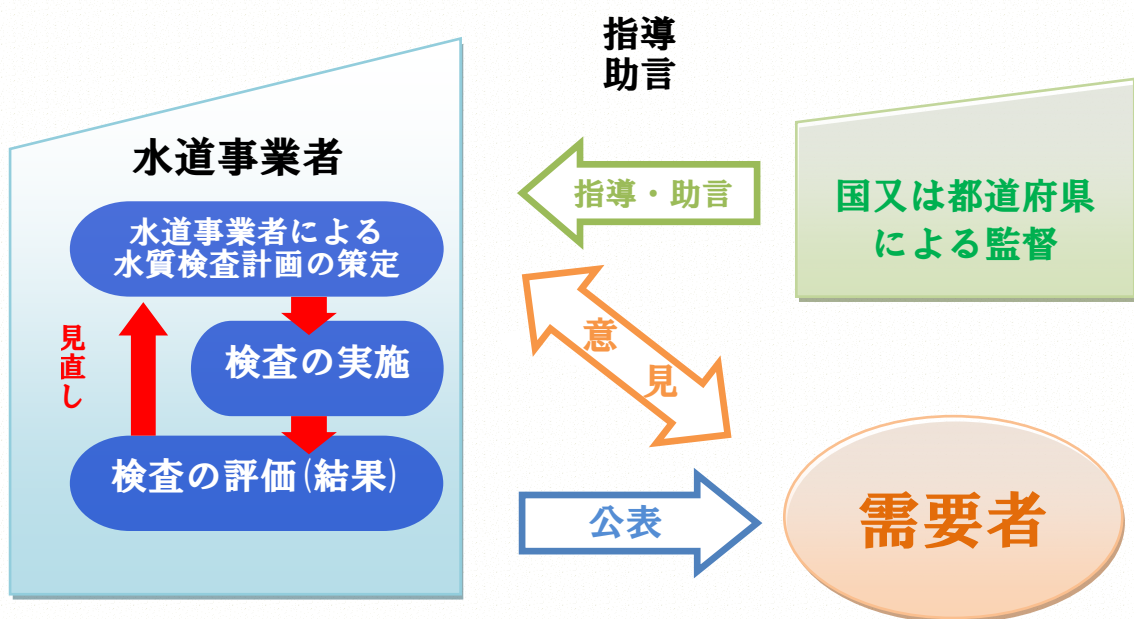 指導
助言
水道事業者
水道事業者による
水質検査計画の策定
見直し
検査の実施
検査の評価(結果)
指導・助言
国又は都道府県
による監督
意見
公表
需要者